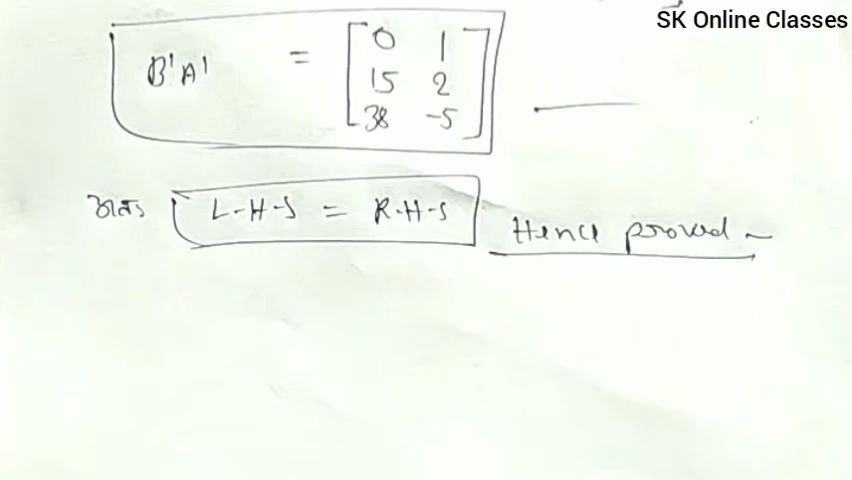 SK Online Classes
B'A' = [ 0 1
15 2
38 -5 ]
अतः L-H-S = R.H-S Hence proved